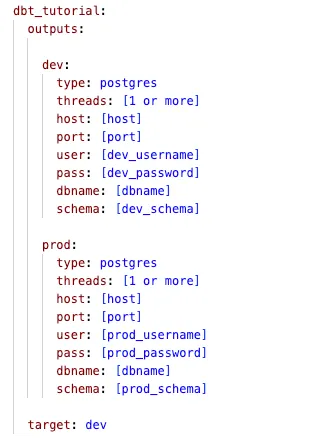 dbt_tutorial:
  outputs:

    dev:
      type: postgres
      threads: [1 or more]
      host: [host]
      port: [port]
      user: [dev_username]
      pass: [dev_password]
      dbname: [dbname]
      schema: [dev_schema]

    prod:
      type: postgres
      threads: [1 or more]
      host: [host]
      port: [port]
      user: [prod_username]
      pass: [prod_password]
      dbname: [dbname]
      schema: [prod_schema]

  target: dev